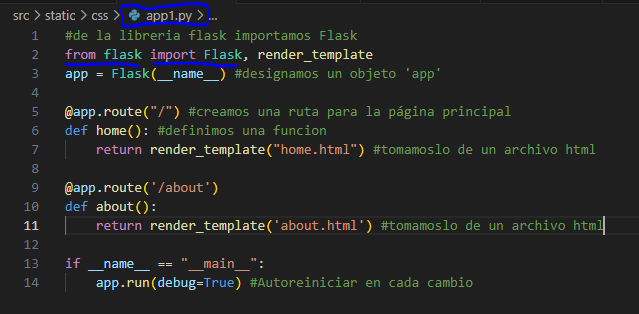 src > static > css > app1.py > ...
1 #de la libreria flask importamos Flask
2 from flask import Flask, render_template
3 app = Flask(__name__) #designamos un objeto 'app'
4
5 @app.route("/") #creamos una ruta para la página principal
6 def home(): #definimos una funcion
7     return render_template("home.html") #tomamoslo de un archivo html
8
9 @app.route('/about')
10 def about():
11     return render_template('about.html') #tomamoslo de un archivo html
12
13 if __name__ == "__main__":
14     app.run(debug=True) #Autoreiniciar en cada cambio